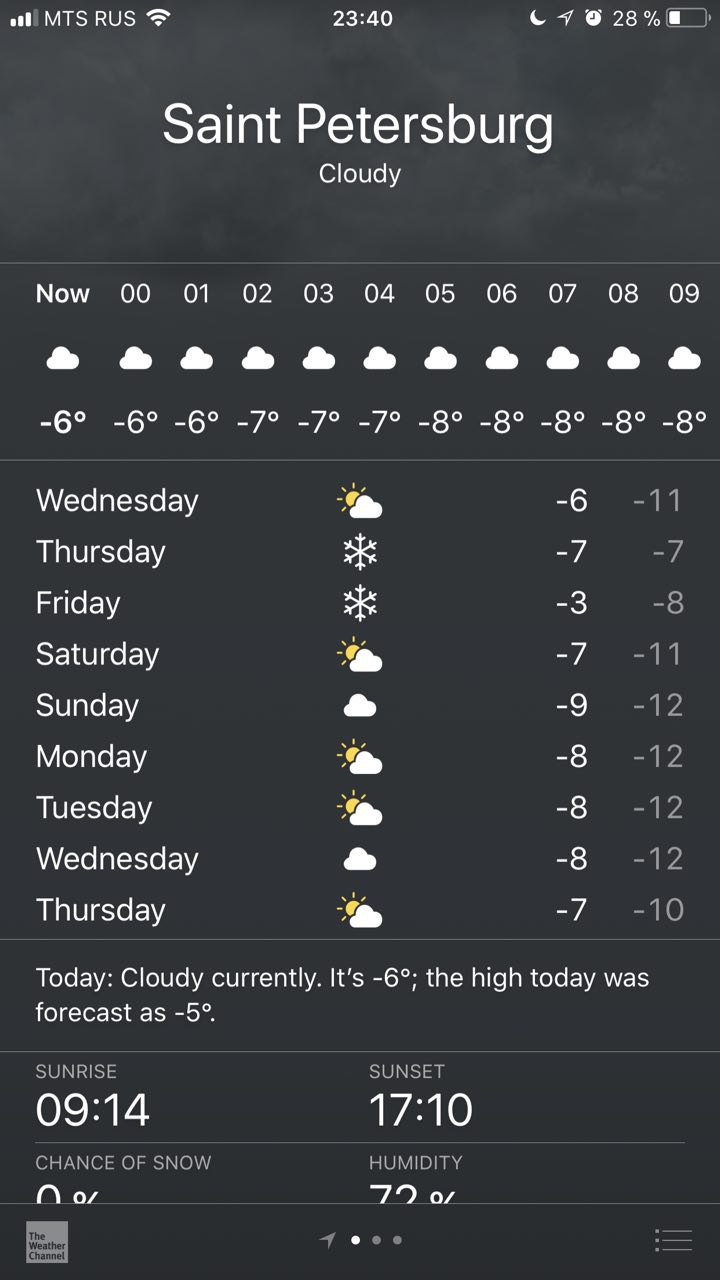 MTS RUS 23:40 28 %
Saint Petersburg
Cloudy
Now 00 01 02 03 04 05 06 07 08 09
-6° -6° -6° -7° -7° -7° -8° -8° -8° -8° -8°
Wednesday -6 -11
Thursday -7 -7
Friday -3 -8
Saturday -7 -11
Sunday -9 -12
Monday -8 -12
Tuesday -8 -12
Wednesday -8 -12
Thursday -7 -10
Today: Cloudy currently. It’s -6°; the high today was
forecast as -5°.
SUNRISE SUNSET
09:14 17:10
CHANCE OF SNOW HUMIDITY
0 % 72 %
The
Weather
Channel